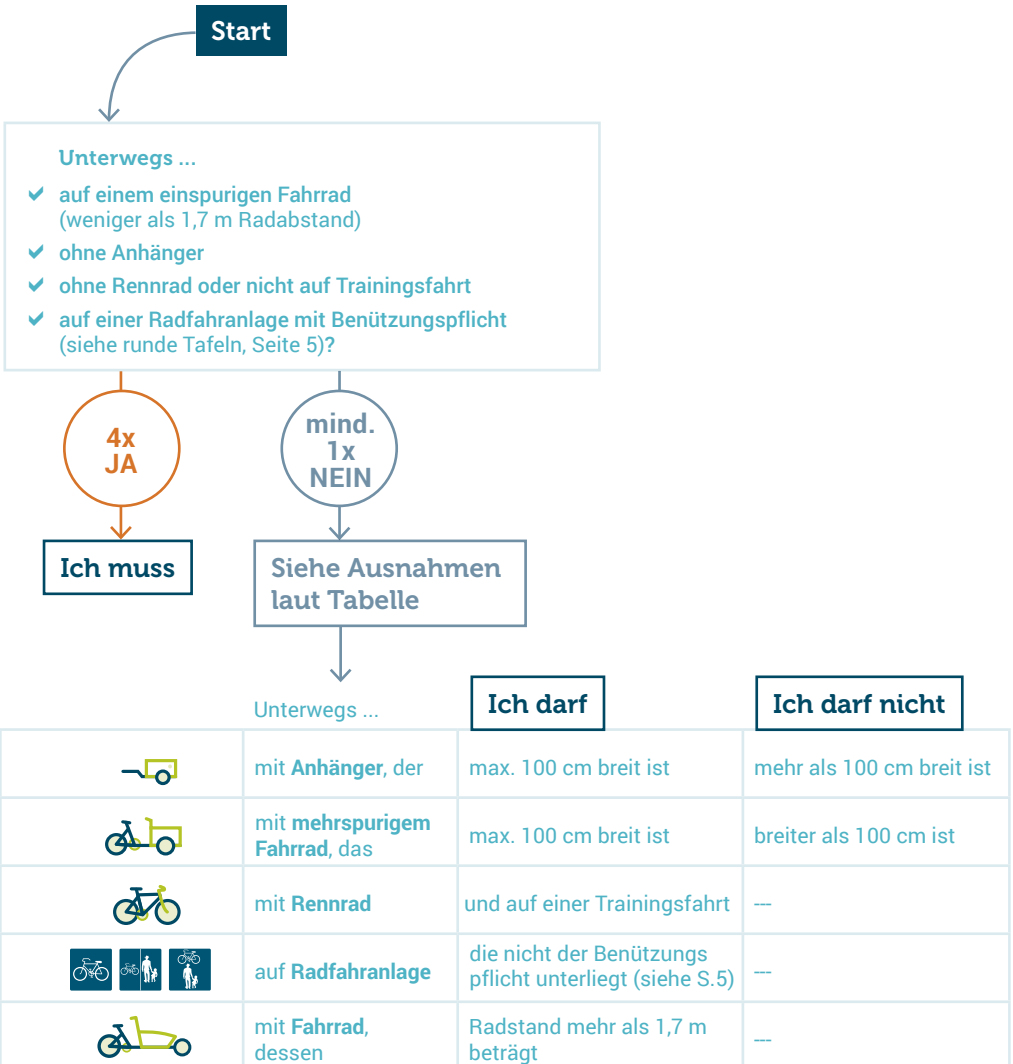 Start
Unterwegs ...
auf einem einspurigen Fahrrad
(weniger als 1,7 m Radabstand)
ohne Anhänger
ohne Rennrad oder nicht auf Trainingsfahrt
auf einer Radfahranlage mit Benützungspflicht
(siehe runde Tafeln, Seite 5)?
4x
JA
mind.
1x
NEIN
Ich muss
Siehe Ausnahmen
laut Tabelle
Unterwegs ...
Ich darf
Ich darf nicht
mit Anhänger, der
max. 100 cm breit ist
mehr als 100 cm breit ist
mit mehrspurigem
Fahrrad, das
max. 100 cm breit ist
breiter als 100 cm ist
mit Rennrad
und auf einer Trainingsfahrt
---
auf Radfahranlage
die nicht der Benützungs
pflicht unterliegt (siehe S.5)
---
mit Fahrrad,
dessen
Radstand mehr als 1,7 m
beträgt
---